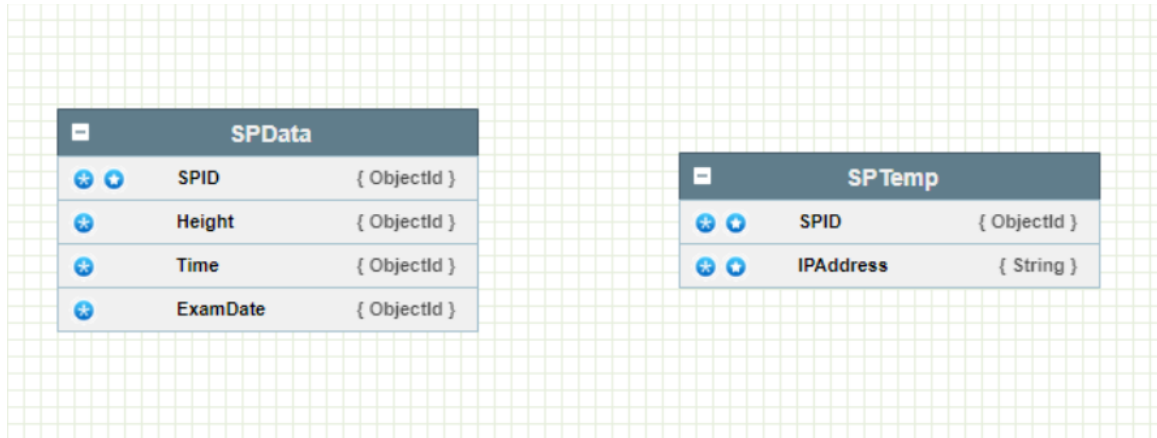 SPData
SPID { ObjectId }
Height { ObjectId }
Time { ObjectId }
ExamDate { ObjectId }
SPTemp
SPID { ObjectId }
IPAddress { String }